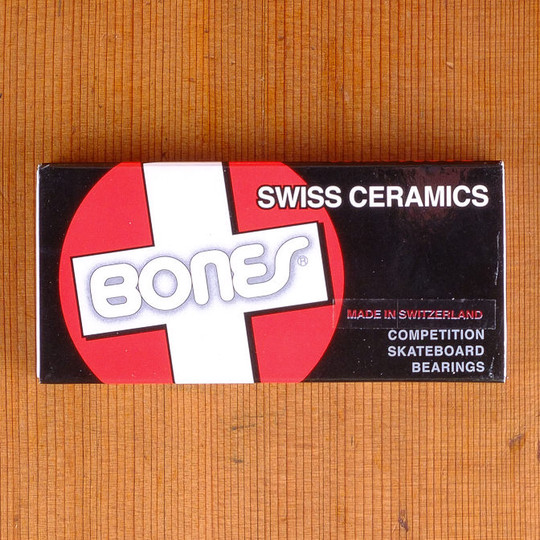 SWISS CERAMICS
BONES®
MADE IN SWITZERLAND
COMPETITION
SKATEBOARD
BEARINGS